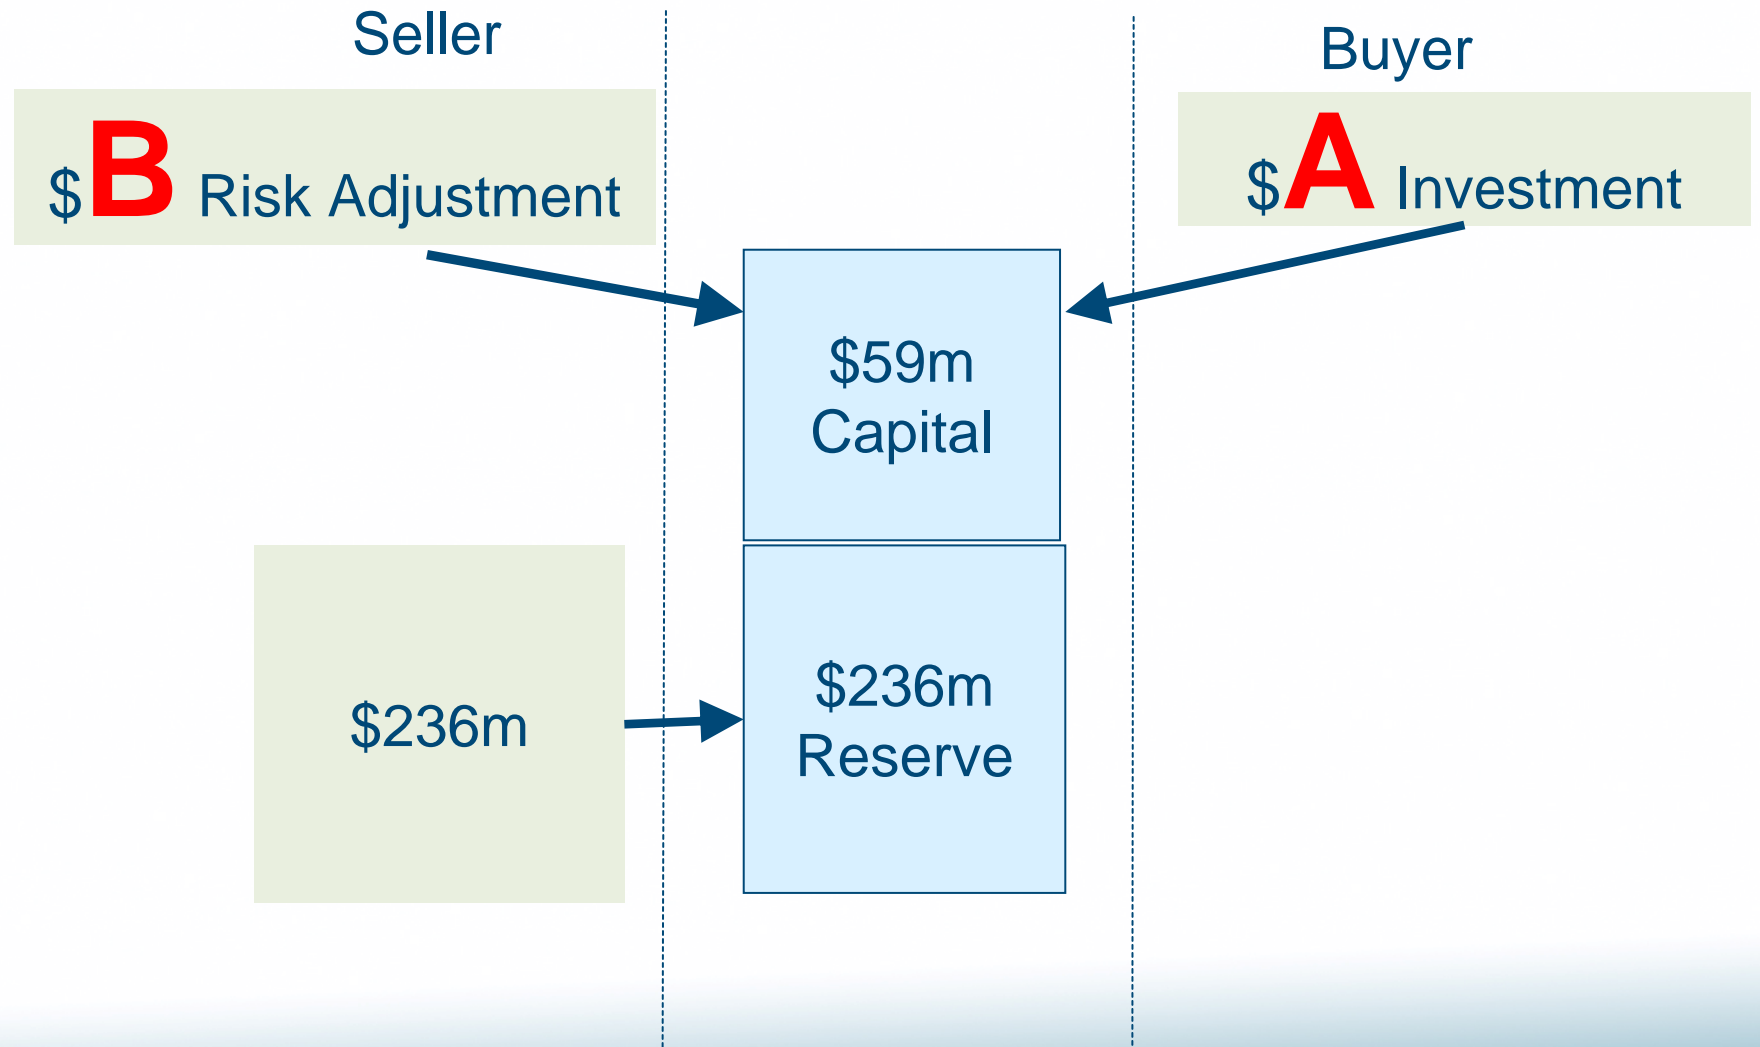 Seller
Buyer
$B Risk Adjustment
$A Investment
$59m
Capital
$236m
$236m
Reserve